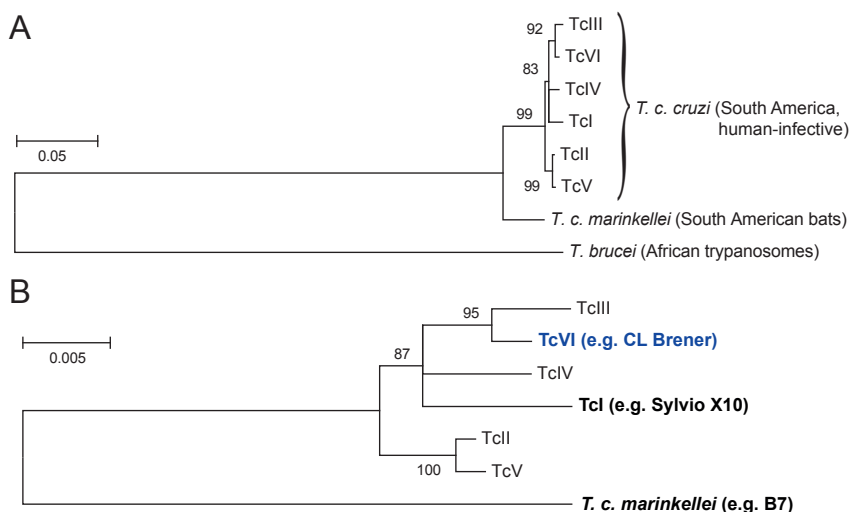 A
92
TcIII
TcVI
83
TcIV
99
TcI
TcII
99
TcV
T. c. cruzi (South America,
human-infective)
0.05
T. c. marinkellei (South American bats)
T. brucei (African trypanosomes)
B
0.005
95
TcIII
TcVI (e.g. CL Brener)
87
TcIV
TcI (e.g. Sylvio X10)
TcII
100
TcV
T. c. marinkellei (e.g. B7)